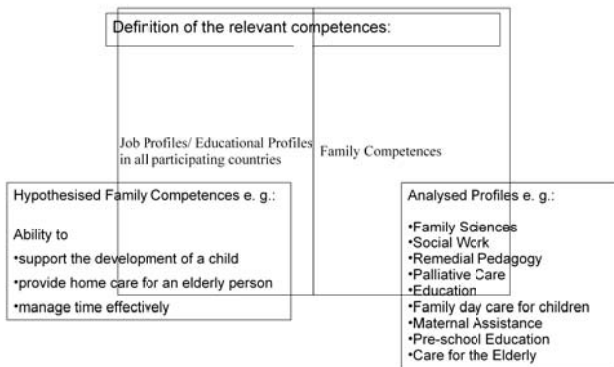 Definition of the relevant competences:
Job Profiles/ Educational Profiles
in all participating countries
Family Competences
Hypothesised Family Competences e. g.:
Ability to
•support the development of a child
•provide home care for an elderly person
•manage time effectively
Analysed Profiles e. g.:
•Family Sciences
•Social Work
•Remedial Pedagogy
•Palliative Care
•Education
•Family day care for children
•Maternal Assistance
•Pre-school Education
•Care for the Elderly